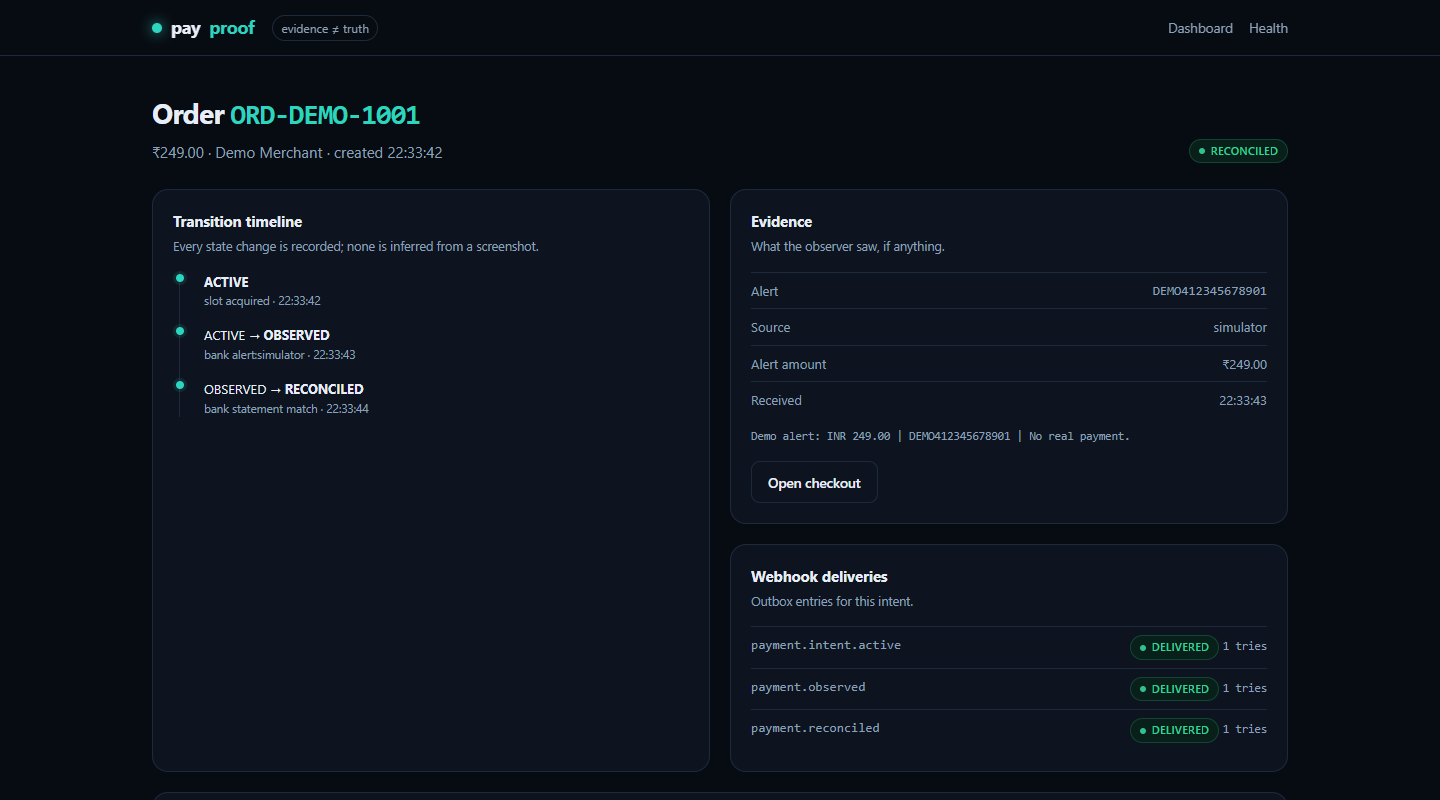 pay proof evidence ≠ truth Dashboard Health
Order ORD-DEMO-1001
₹249.00 · Demo Merchant · created 22:33:42
RECONCILED
Transition timeline
Every state change is recorded; none is inferred from a screenshot.
ACTIVE
slot acquired · 22:33:42
ACTIVE → OBSERVED
bank alert:simulator · 22:33:43
OBSERVED → RECONCILED
bank statement match · 22:33:44
Evidence
What the observer saw, if anything.
Alert DEMO412345678901
Source simulator
Alert amount ₹249.00
Received 22:33:43
Demo alert: INR 249.00 | DEMO412345678901 | No real payment.
Open checkout
Webhook deliveries
Outbox entries for this intent.
payment.intent.active DELIVERED 1 tries
payment.observed DELIVERED 1 tries
payment.reconciled DELIVERED 1 tries